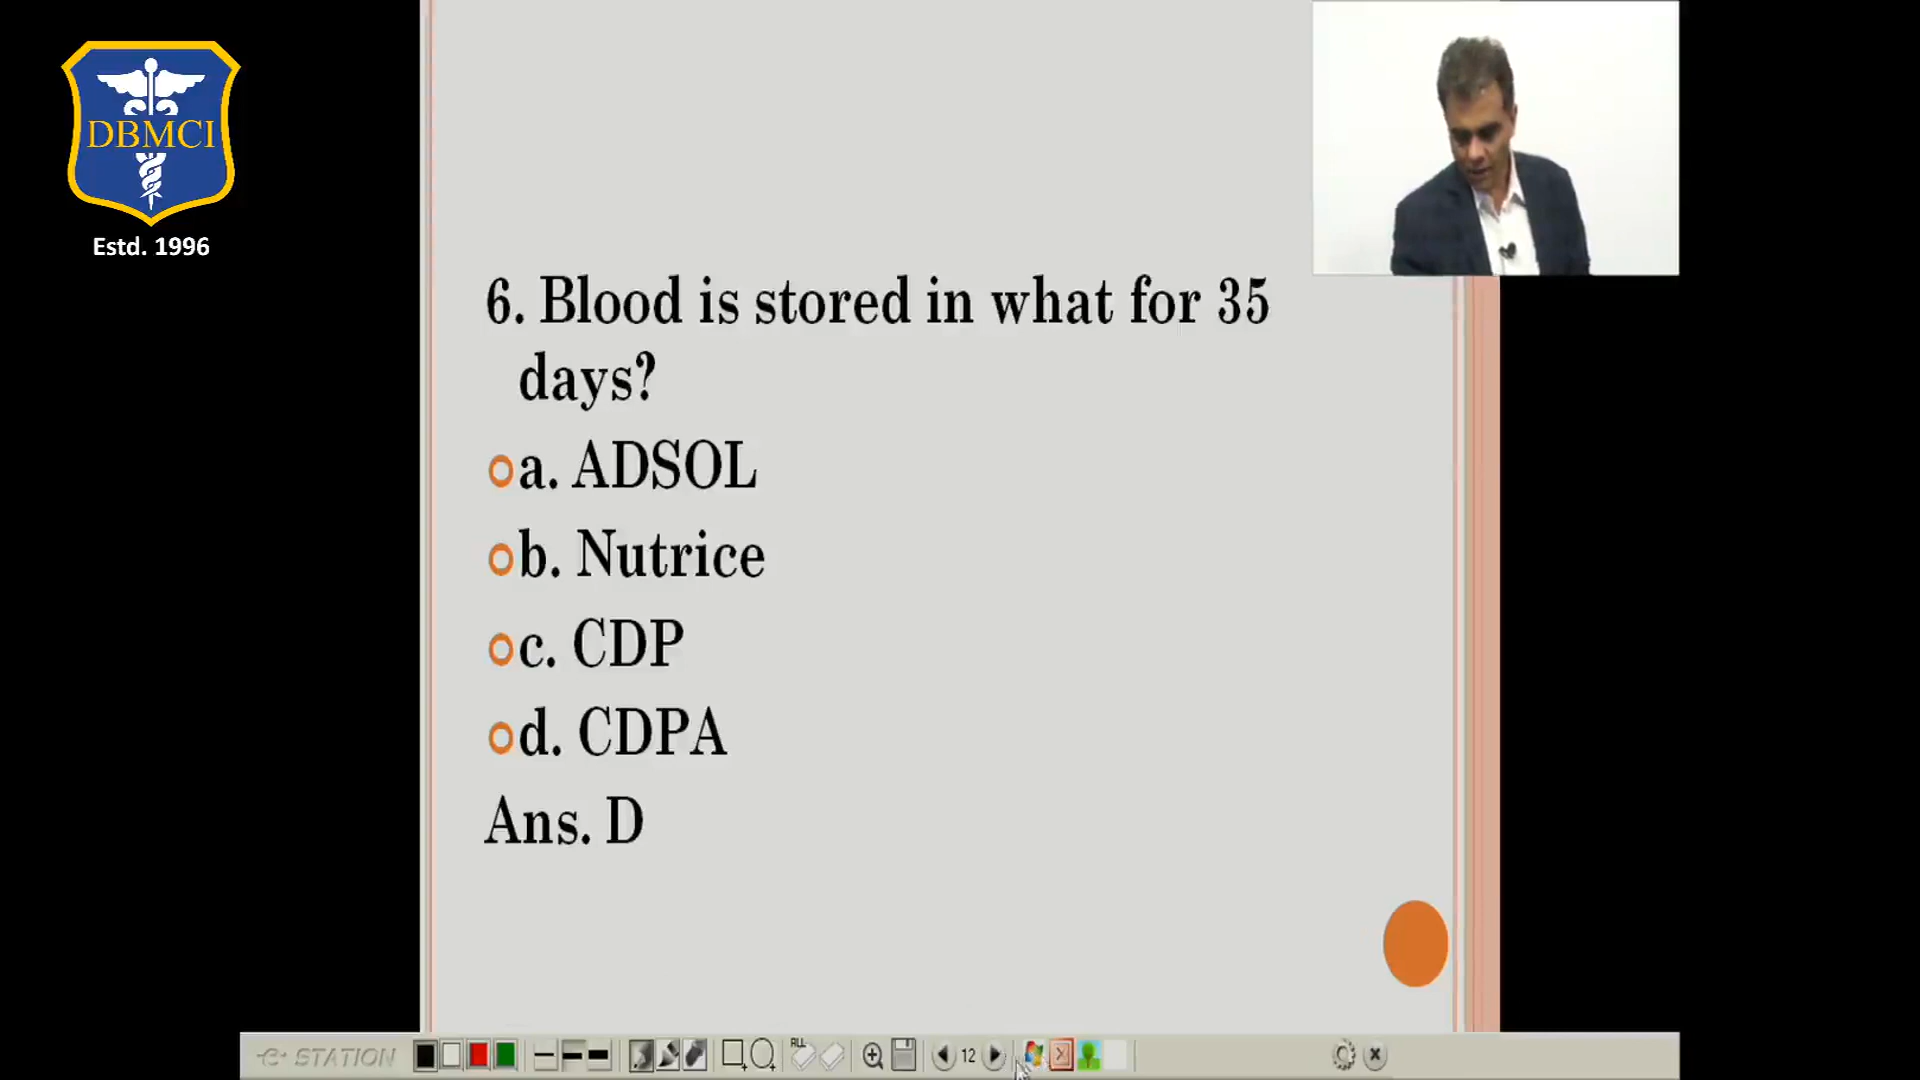 DBMCI
Estd. 1996
6. Blood is stored in what for 35
days?
a. ADSOL
b. Nutrice
c. CDP
d. CDPA
Ans. D
STATION
ALL
12